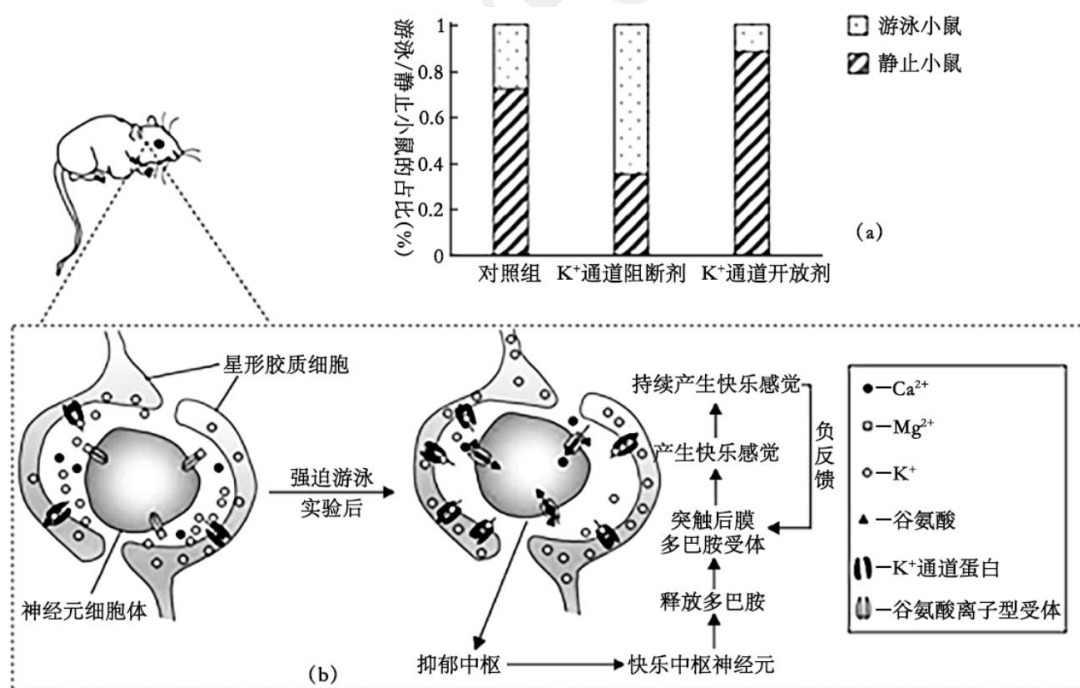 游泳/静止小鼠的占比(%)
1
0.8
0.6
0.4
0.2
0
对照组
K⁺通道阻断剂
K⁺通道开放剂
游泳小鼠
静止小鼠
(a)
星形胶质细胞
神经元细胞体
强迫游泳
实验后
持续产生快乐感觉
产生快乐感觉
负反馈
突触后膜
多巴胺受体
释放多巴胺
抑郁中枢
快乐中枢神经元
(b)
—Ca²⁺
—Mg²⁺
—K⁺
—谷氨酸
—K⁺通道蛋白
—谷氨酸离子型受体